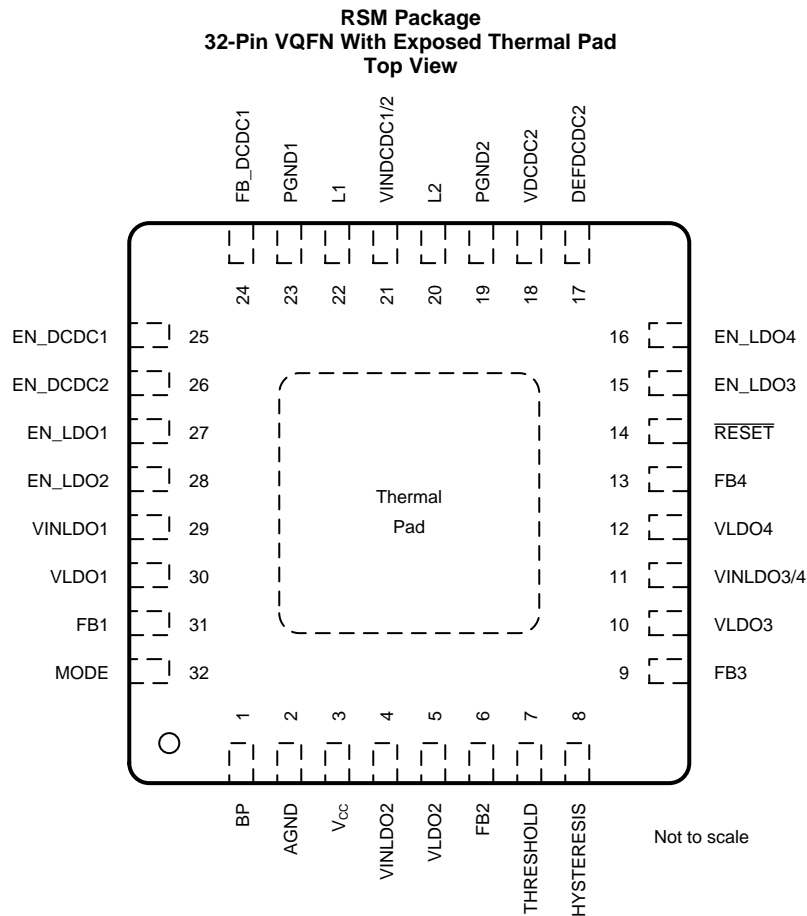 RSM Package
32-Pin VQFN With Exposed Thermal Pad
Top View
FB_DCDC1
PGND1
L1
VINDCDC1/2
L2
PGND2
VDCDC2
DEFDCDC2
24
23
22
21
20
19
18
17
EN_DCDC1 25
EN_DCDC2 26
EN_LDO1 27
EN_LDO2 28
VINLDO1 29
VLDO1 30
FB1 31
MODE 32
Thermal
Pad
16 EN_LDO4
15 EN_LDO3
14 R̅E̅S̅E̅T̅
13 FB4
12 VLDO4
11 VINLDO3/4
10 VLDO3
9 FB3
1
2
3
4
5
6
7
8
BP
AGND
VCC
VINLDO2
VLDO2
FB2
THRESHOLD
HYSTERESIS
Not to scale